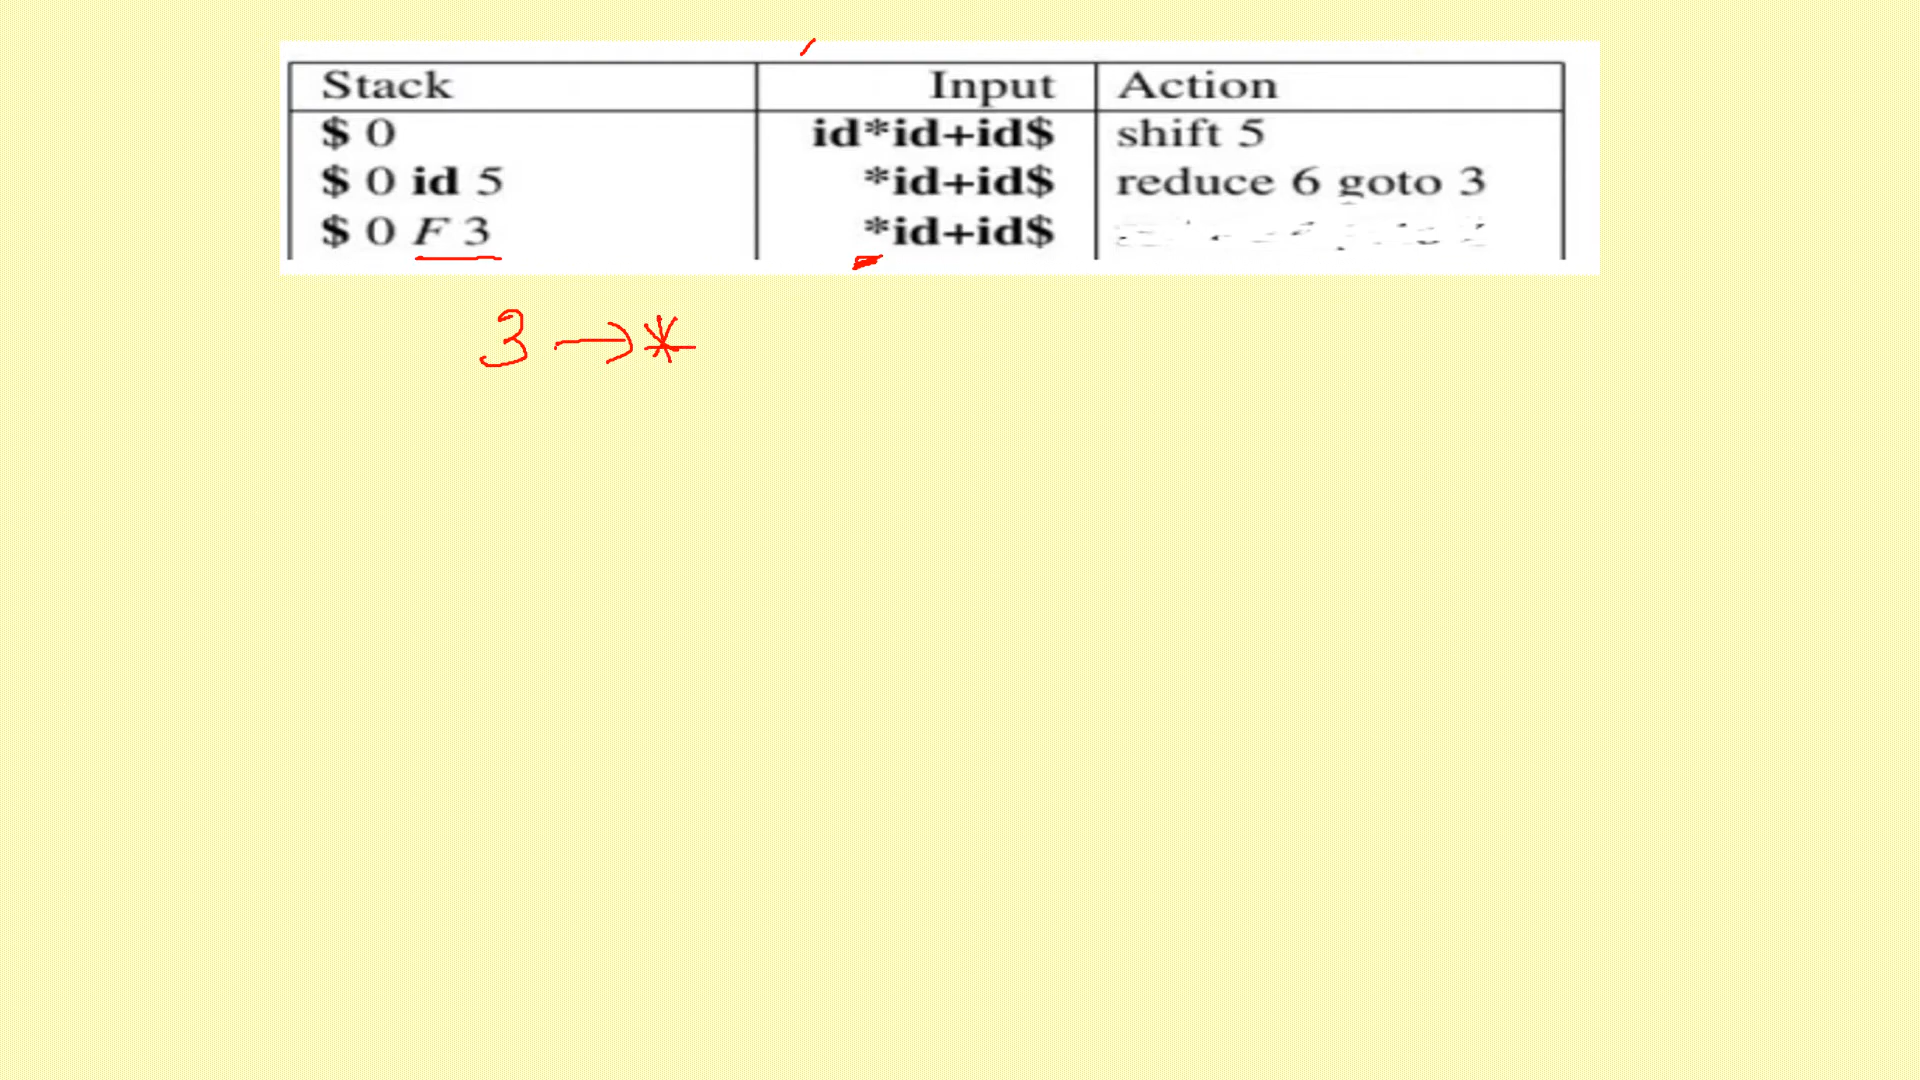 Stack Input Action
$ 0 id*id+id$ shift 5
$ 0 id 5 *id+id$ reduce 6 goto 3
$ 0 F 3 *id+id$
3 → *